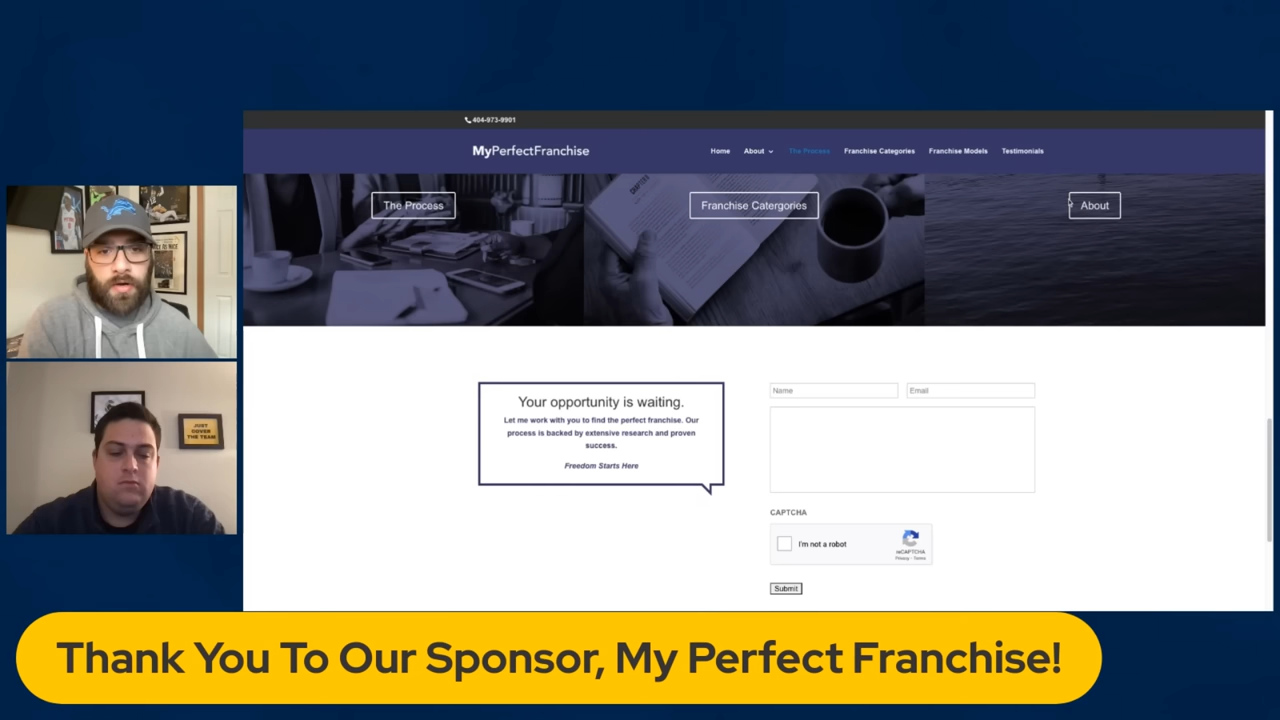 404-973-9901
MyPerfectFranchise
Home About The Process Franchise Categories Franchise Models Testimonials
The Process
Franchise Catergories
About
CHAPTER
JUST
COVER
THE TEAM
Your opportunity is waiting.
Let me work with you to find the perfect franchise. Our
process is backed by extensive research and proven
success.
Freedom Starts Here
Name
Email
CAPTCHA
I'm not a robot
reCAPTCHA
Privacy - Terms
Submit
Thank You To Our Sponsor, My Perfect Franchise!